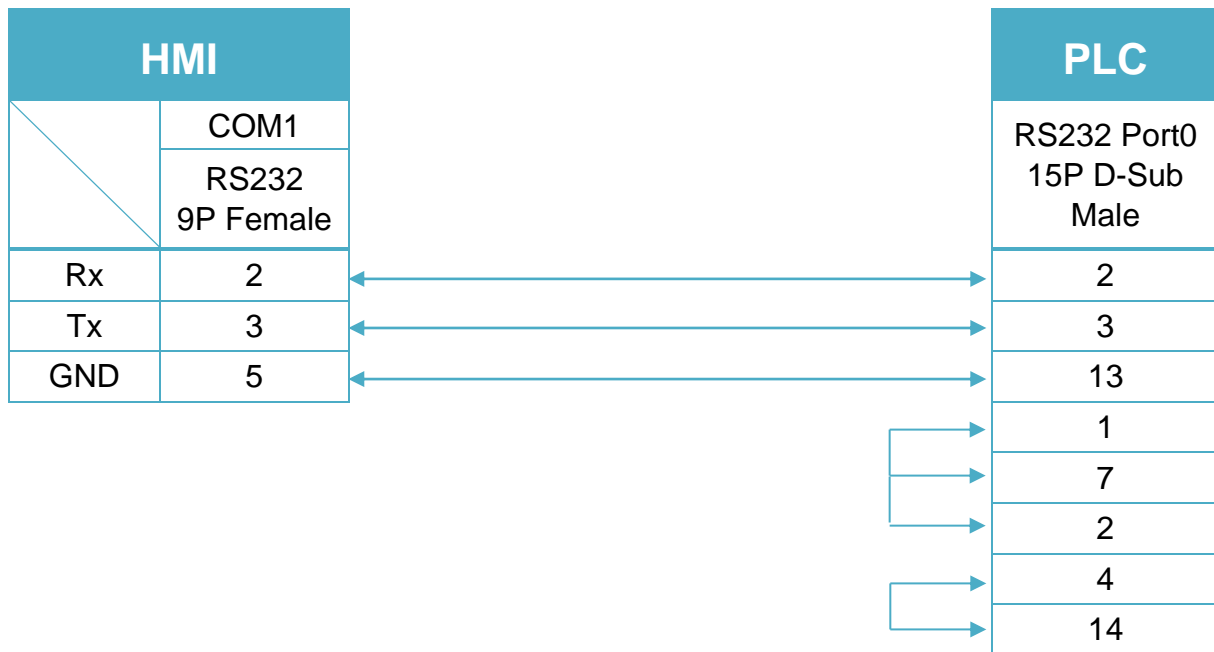 HMI
PLC
COM1
RS232
9P Female
RS232 Port0
15P D-Sub
Male
Rx 2 2
Tx 3 3
GND 5 13
1
7
2
4
14